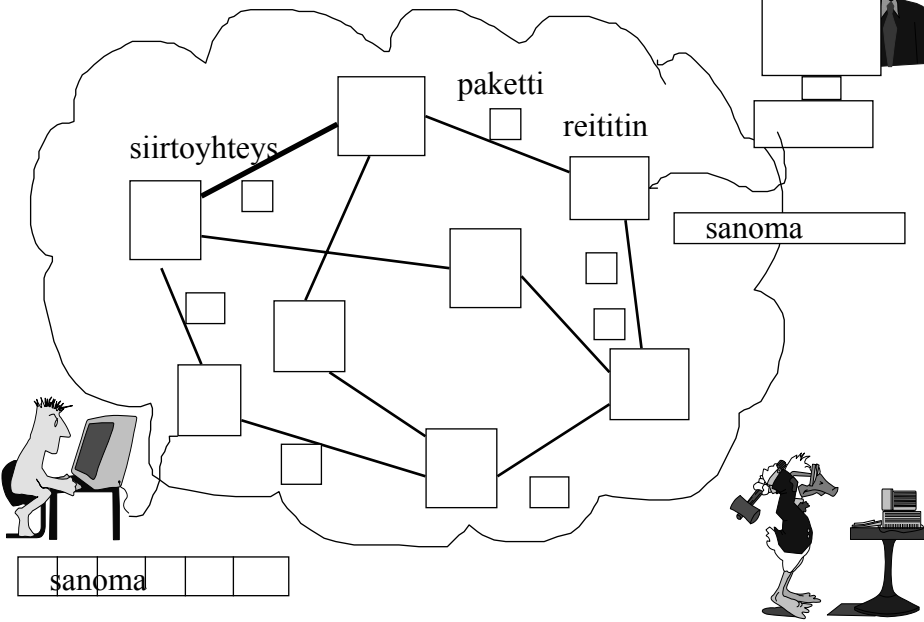 paketti
reititin
siirtoyhteys
sanoma
sanoma